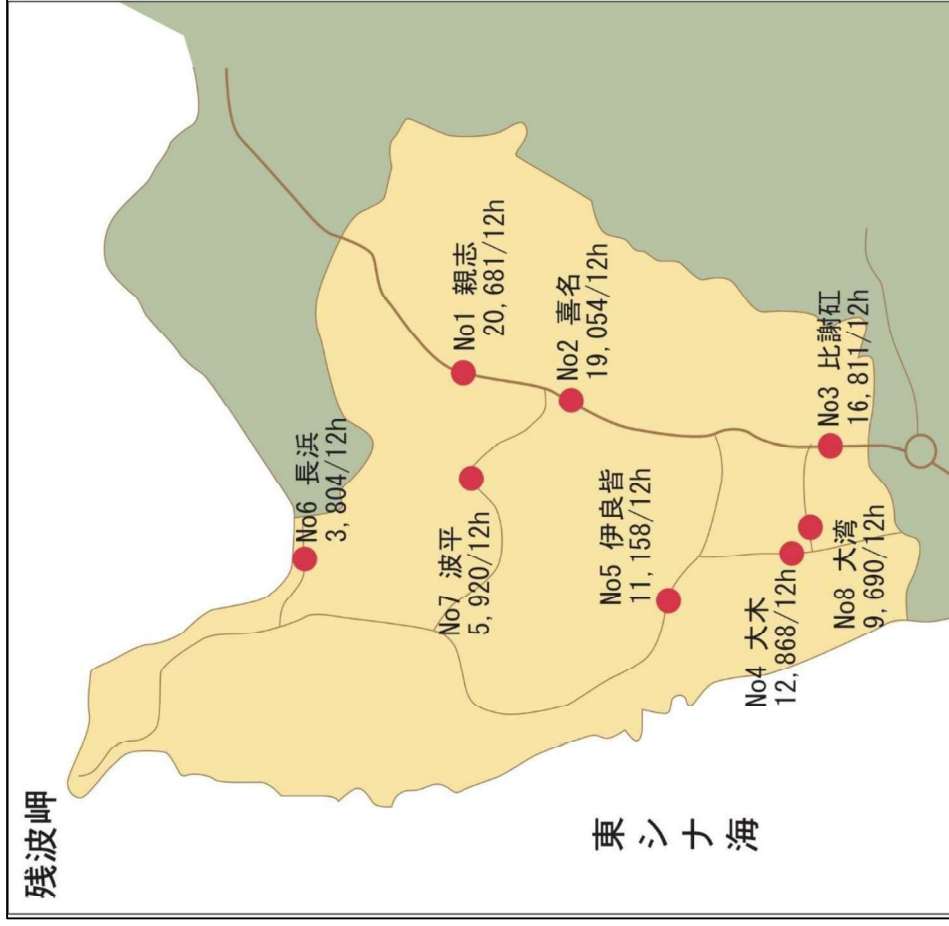 残波岬
東シナ海
No1 親志
20,681/12h
No2 喜名
19,054/12h
No3 比謝矼
16,811/12h
No4 大木
12,868/12h
No5 伊良皆
11,158/12h
No6 長浜
3,804/12h
No7 波平
5,920/12h
No8 大湾
9,690/12h